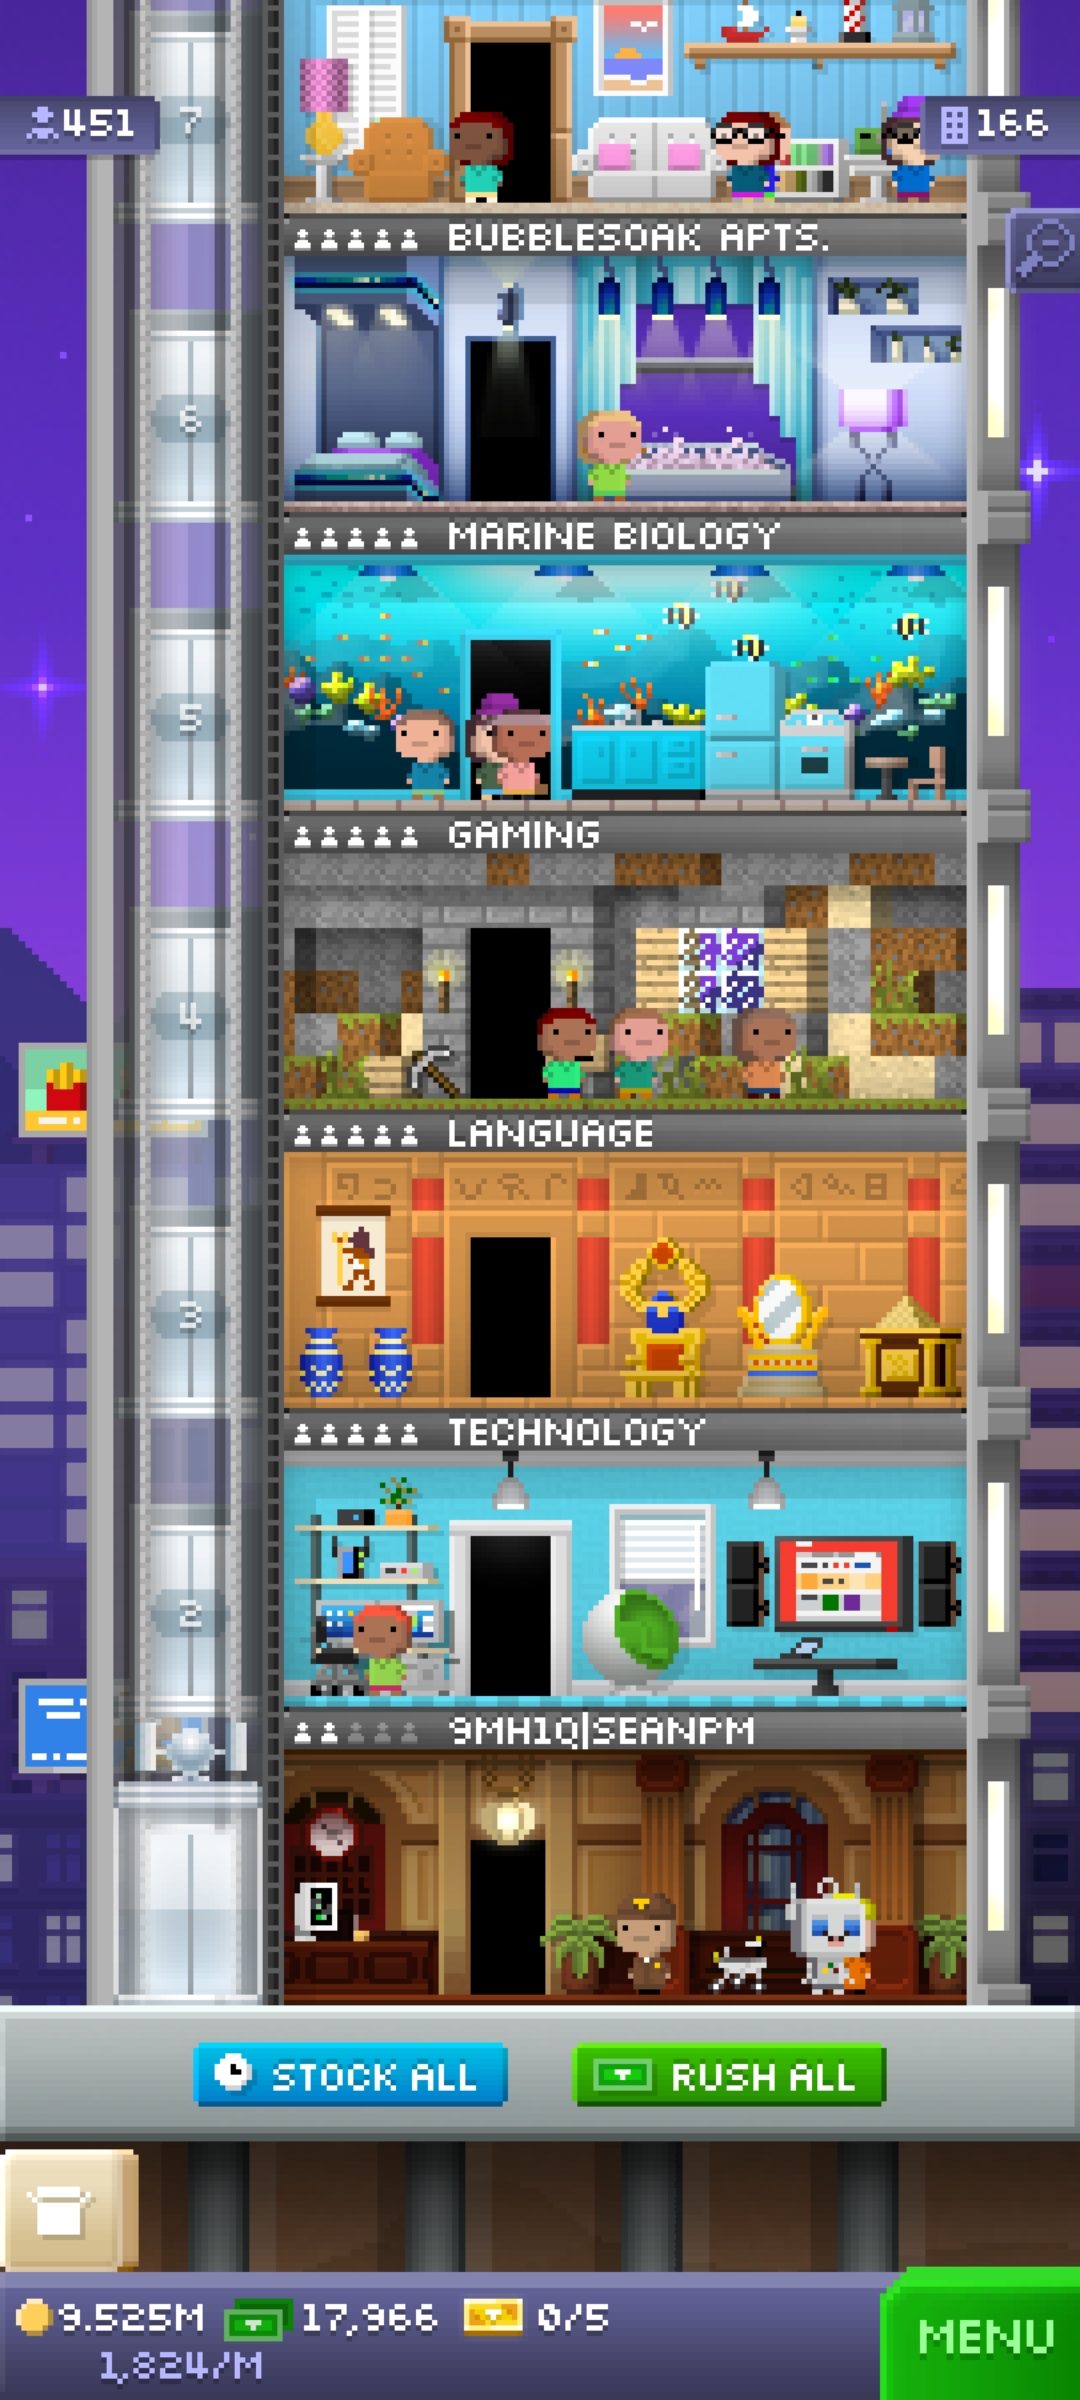 451
7
166
BUBBLESOAK APTS.
6
MARINE BIOLOGY
5
GAMING
4
LANGUAGE
3
TECHNOLOGY
2
9MH1Q|SEANPM
STOCK ALL
RUSH ALL
9.525M
17,966
0/5
MENU
1,824/M